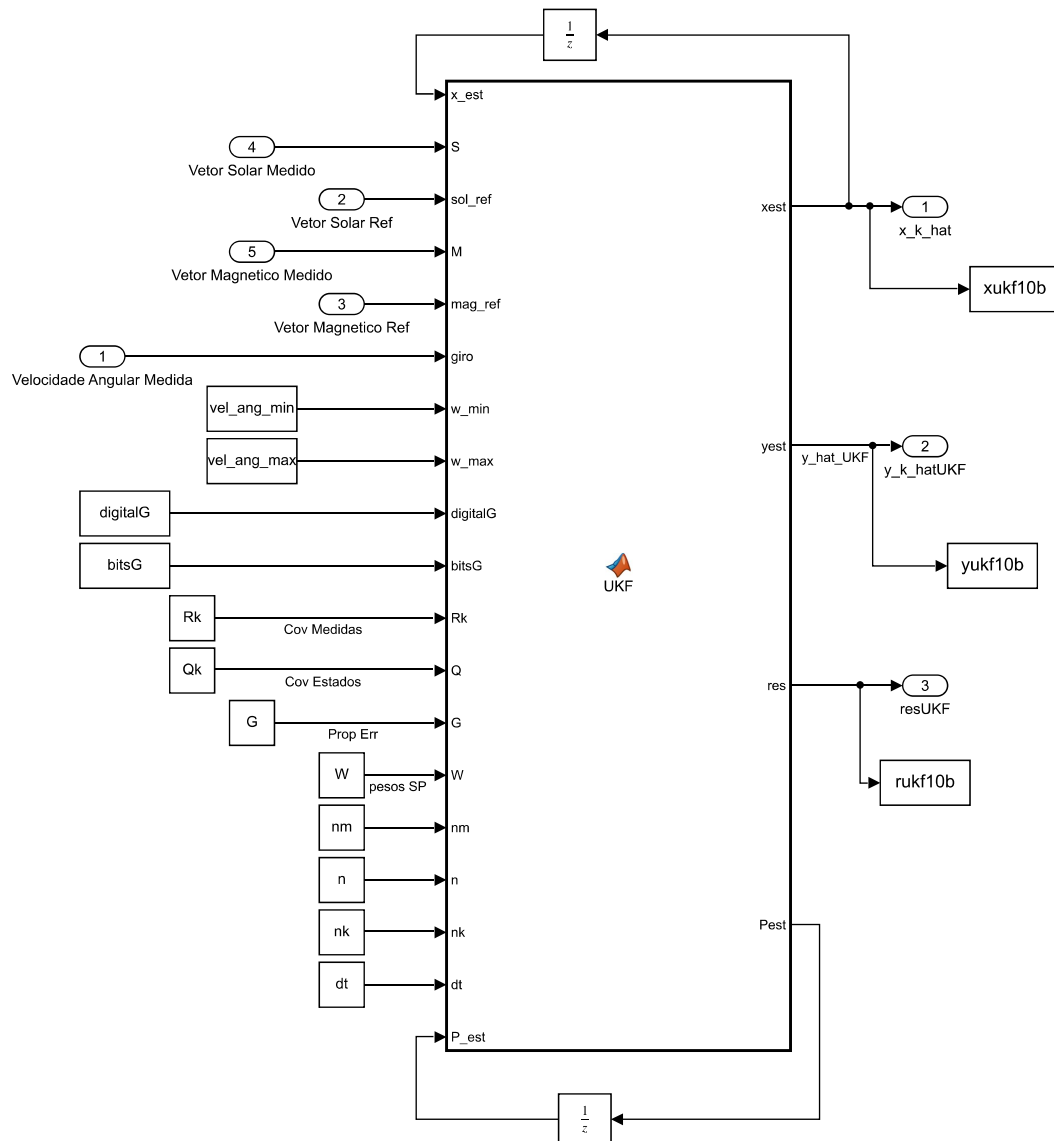 1
z
x_est
4
S
Vetor Solar Medido
2
sol_ref
Vetor Solar Ref
xest
1
x_k_hat
5
M
Vetor Magnetico Medido
xukf10b
3
mag_ref
Vetor Magnetico Ref
1
giro
Velocidade Angular Medida
vel_ang_min
w_min
vel_ang_max
w_max
yest
y_hat_UKF
2
y_k_hatUKF
digitalG
digitalG
bitsG
bitsG
UKF
yukf10b
Rk
Cov Medidas
Rk
Qk
Cov Estados
Q
res
3
resUKF
G
Prop Err
G
W
pesos SP
W
rukf10b
nm
nm
n
n
nk
nk
Pest
dt
dt
P_est
1
z